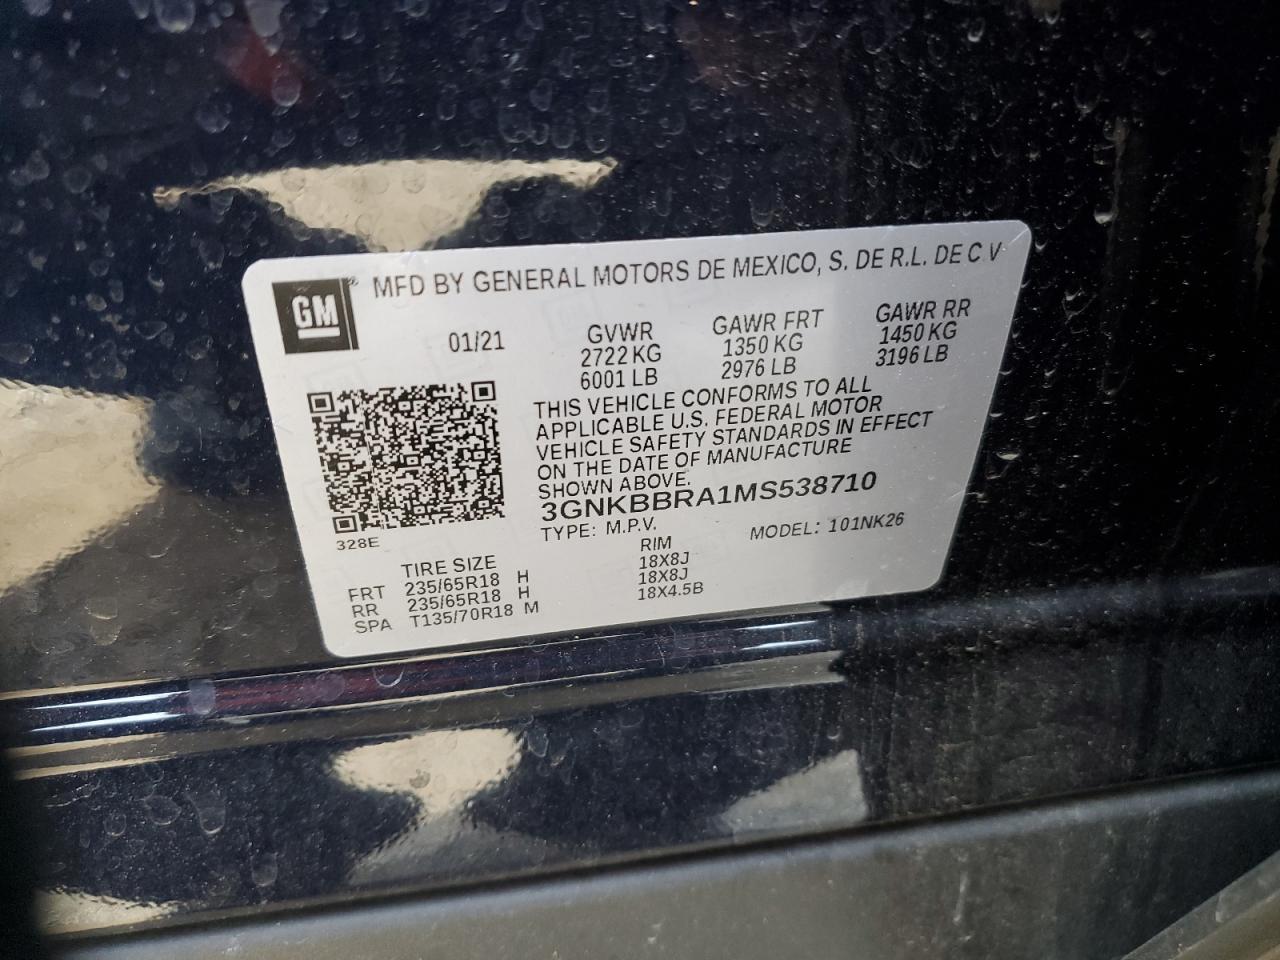 GM
MFD BY GENERAL MOTORS DE MEXICO, S. DE R.L. DE C V
01/21
GVWR
2722 KG
6001 LB
GAWR FRT
1350 KG
2976 LB
GAWR RR
1450 KG
3196 LB
THIS VEHICLE CONFORMS TO ALL
APPLICABLE U.S. FEDERAL MOTOR
VEHICLE SAFETY STANDARDS IN EFFECT
ON THE DATE OF MANUFACTURE
SHOWN ABOVE.
3GNKBBRA1MS538710
TYPE: M.P.V. MODEL: 101NK26
328E
TIRE SIZE RIM
FRT 235/65R18 H 18X8J
RR 235/65R18 H 18X8J
SPA T135/70R18 M 18X4.5B